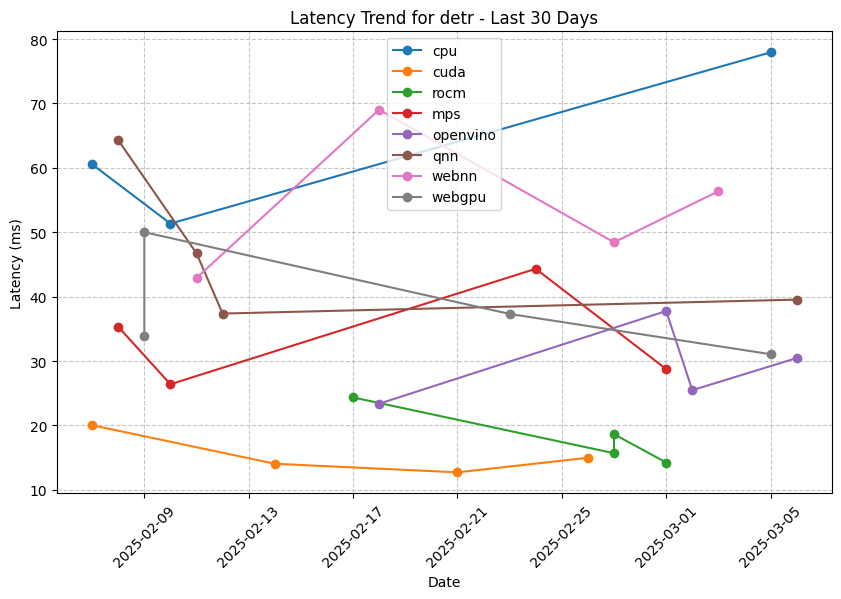 Latency Trend for detr - Last 30 Days
80
70
60
50
40
30
20
10
Latency (ms)
cpu
cuda
rocm
mps
openvino
qnn
webnn
webgpu
2025-02-09
2025-02-13
2025-02-17
2025-02-21
2025-02-25
2025-03-01
2025-03-05
Date